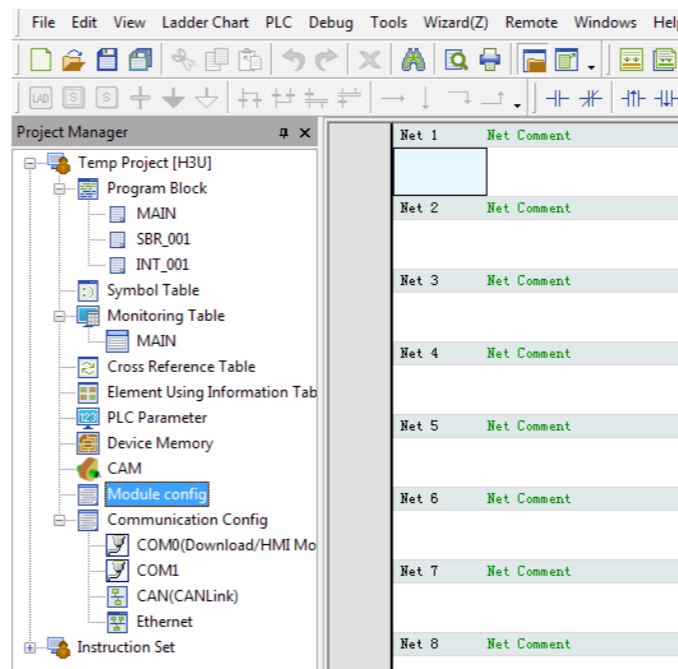 File Edit View Ladder Chart PLC Debug Tools Wizard(Z) Remote Windows Hel
LAD S S
Project Manager
Temp Project [H3U]
Program Block
MAIN
SBR_001
INT_001
Symbol Table
Monitoring Table
MAIN
Cross Reference Table
Element Using Information Tab
PLC Parameter
123
Device Memory
CAM
Module config
Communication Config
COM0(Download/HMI Mo
COM1
CAN(CANLink)
Ethernet
Instruction Set
Net 1 Net Comment
Net 2 Net Comment
Net 3 Net Comment
Net 4 Net Comment
Net 5 Net Comment
Net 6 Net Comment
Net 7 Net Comment
Net 8 Net Comment